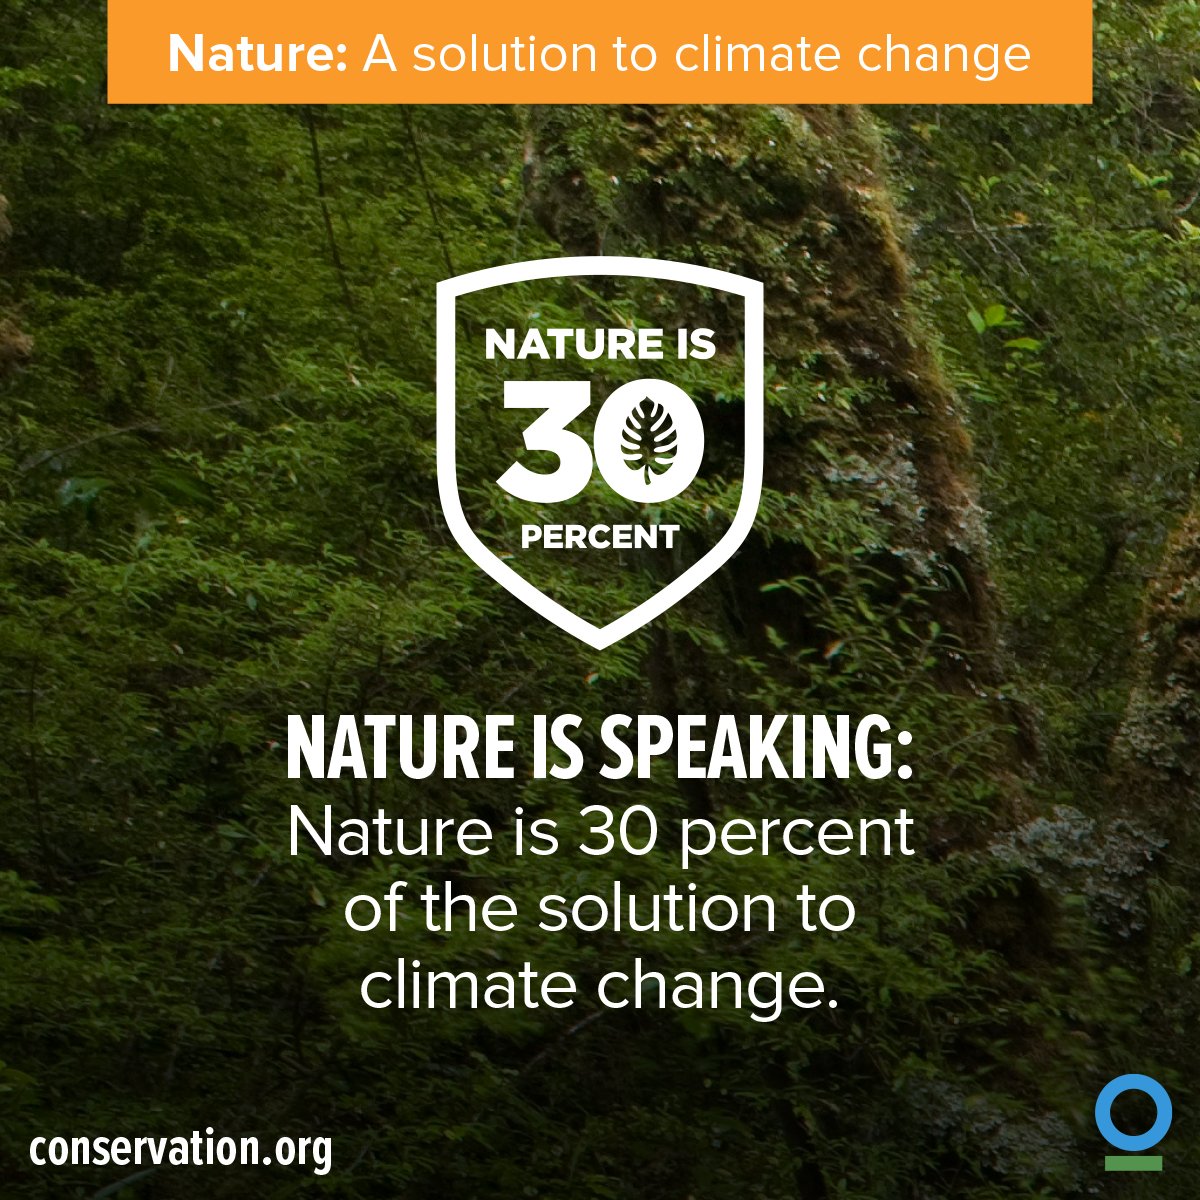 Nature: A solution to climate change
NATURE IS
30
PERCENT
NATURE IS SPEAKING:
Nature is 30 percent
of the solution to
climate change.
conservation.org